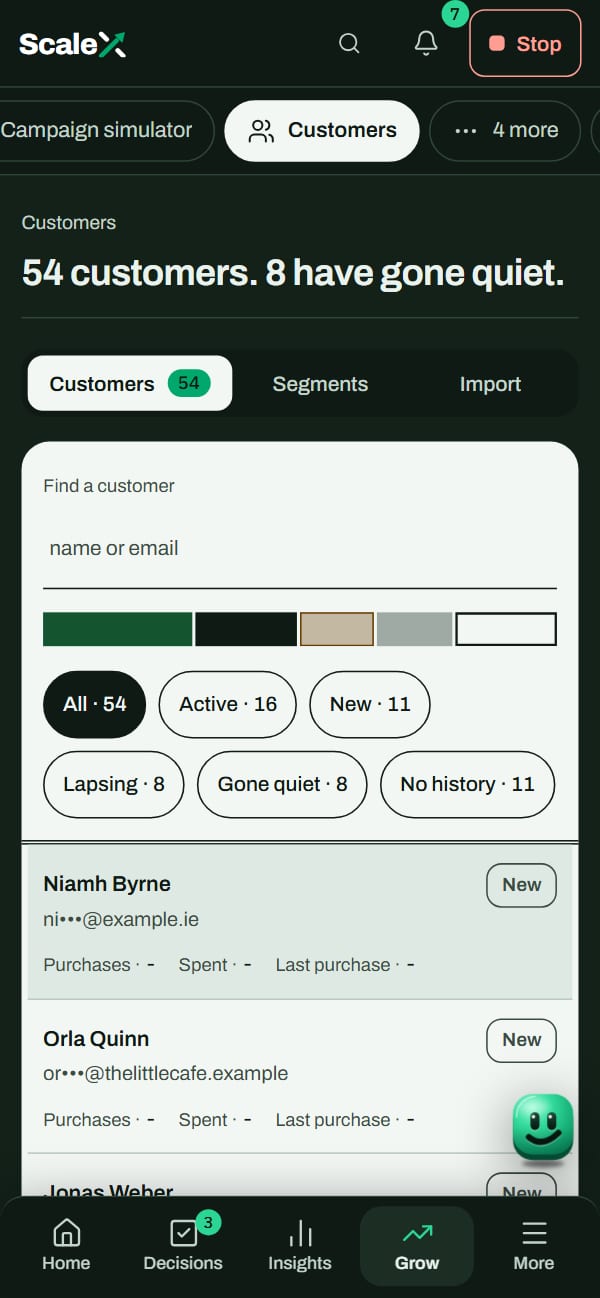 ScaleX
7
Stop
Campaign simulator
Customers
4 more
Customers
54 customers. 8 have gone quiet.
Customers 54
Segments
Import
Find a customer
name or email
All · 54
Active · 16
New · 11
Lapsing · 8
Gone quiet · 8
No history · 11
Niamh Byrne
New
ni•••@example.ie
Purchases · - Spent · - Last purchase · -
Orla Quinn
New
or•••@thelittlecafe.example
Purchases · - Spent · - Last purchase · -
Jonas Weber
New
Home
Decisions 3
Insights
Grow
More